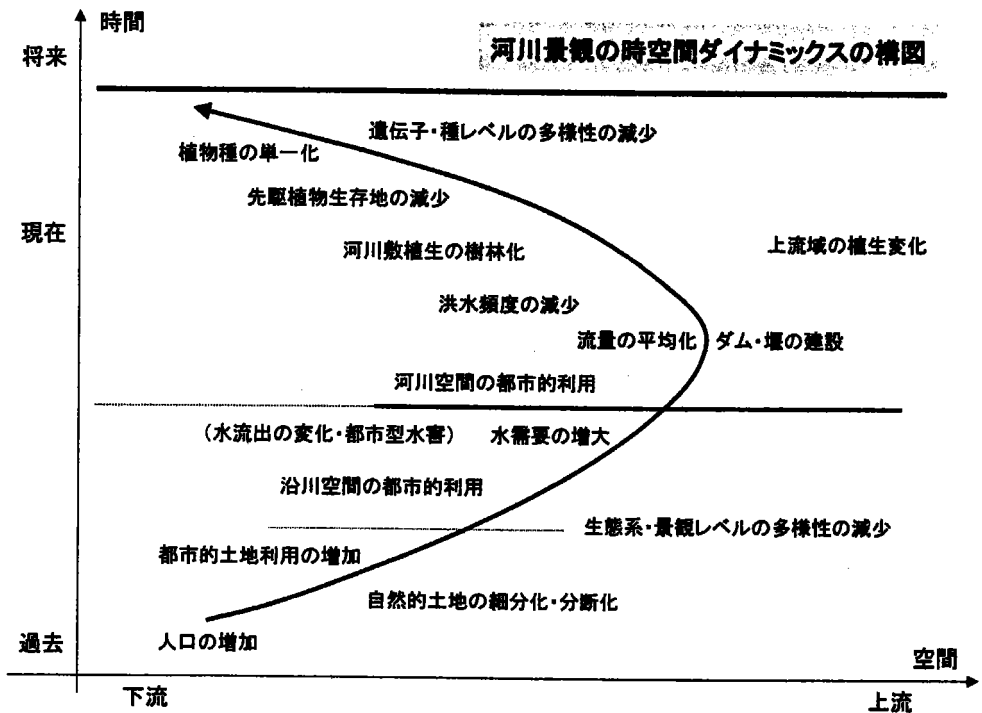 時間
将来
河川景観の時空間ダイナミックスの構図
遺伝子・種レベルの多様性の減少
植物種の単一化
先駆植物生存地の減少
現在
河川敷植生の樹林化
上流域の植生変化
洪水頻度の減少
流量の平均化
ダム・堰の建設
河川空間の都市的利用
（水流出の変化・都市型水害）
水需要の増大
沿川空間の都市的利用
生態系・景観レベルの多様性の減少
都市的土地利用の増加
自然的土地の細分化・分断化
過去
人口の増加
空間
下流
上流